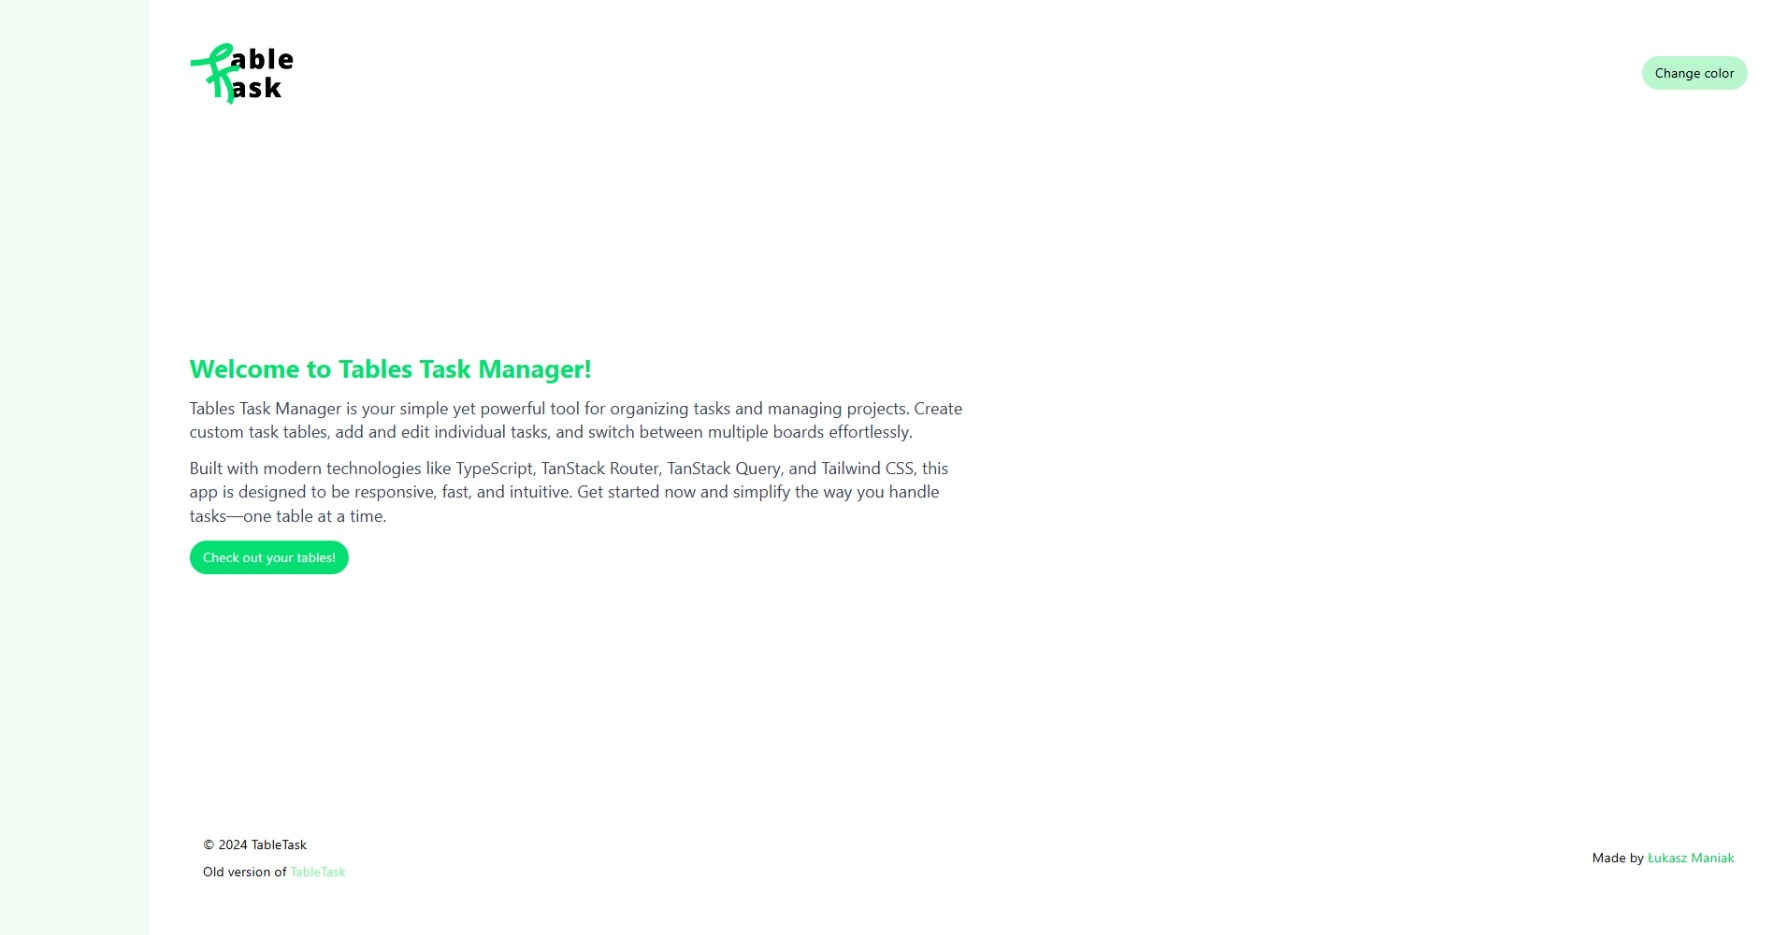 Table
Task
Change color
Welcome to Tables Task Manager!
Tables Task Manager is your simple yet powerful tool for organizing tasks and managing projects. Create
custom task tables, add and edit individual tasks, and switch between multiple boards effortlessly.
Built with modern technologies like TypeScript, TanStack Router, TanStack Query, and Tailwind CSS, this
app is designed to be responsive, fast, and intuitive. Get started now and simplify the way you handle
tasks—one table at a time.
Check out your tables!
© 2024 TableTask
Old version of TableTask
Made by Łukasz Maniak